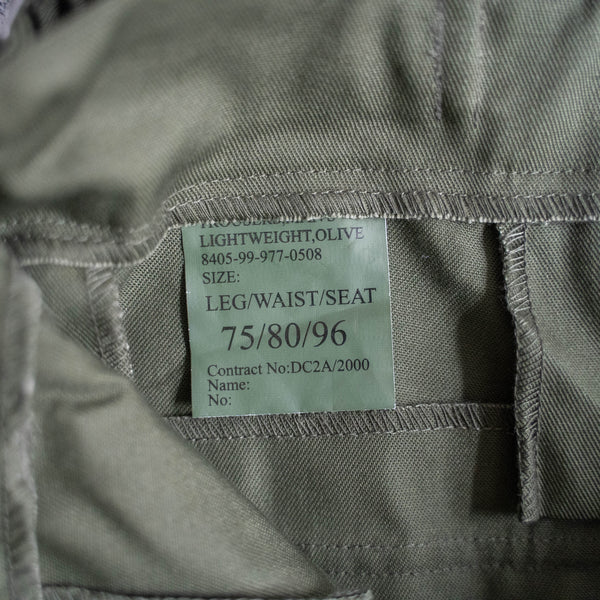 LIGHTWEIGHT,OLIVE
8405-99-977-0508
SIZE:
LEG/WAIST/SEAT
75/80/96
Contract No:DC2A/2000
Name:
No: